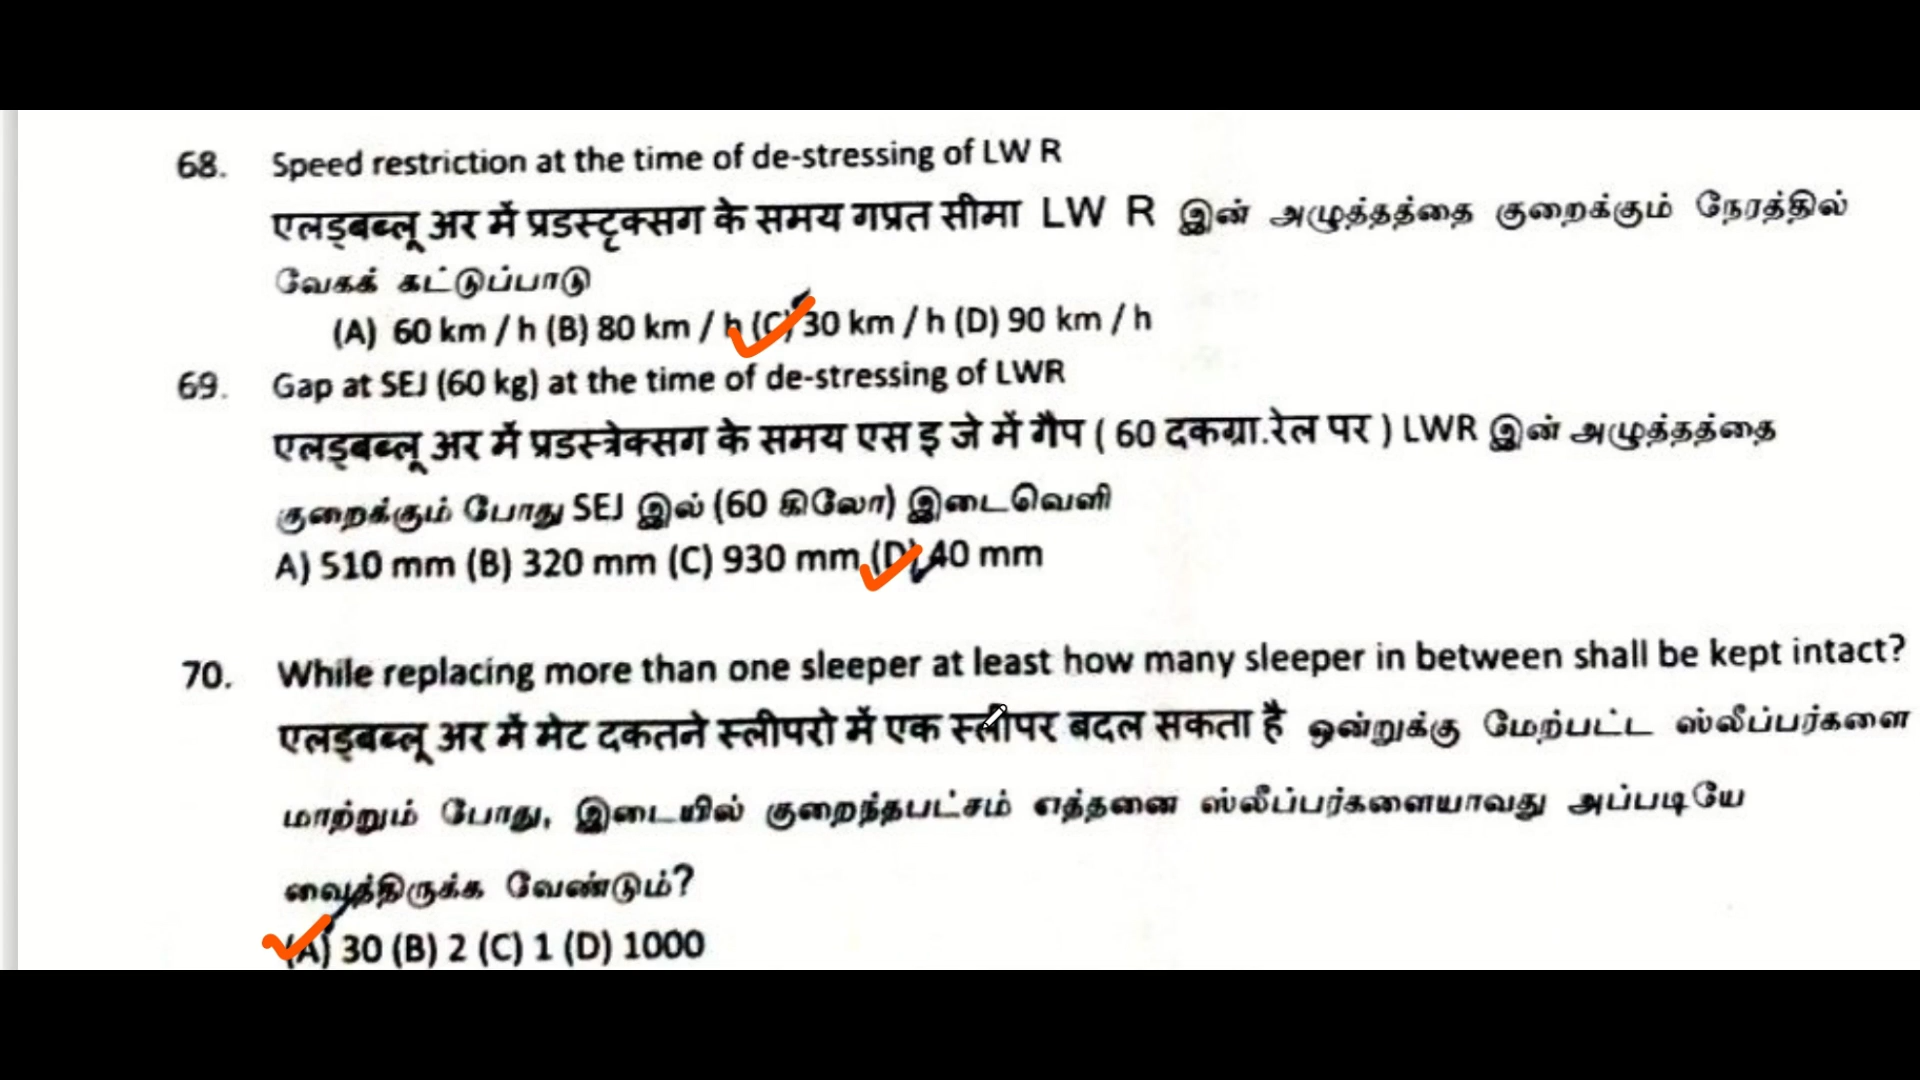 68. Speed restriction at the time of de-stressing of LW R
एलड्बब्लू अर में प्रडस्ट्रक्सग के समय गप्रत सीमा LW R இன் அழுத்தத்தை குறைக்கும் நேரத்தில்
வேகக் கட்டுப்பாடு
(A) 60 km / h (B) 80 km / h (C) 30 km / h (D) 90 km / h
69. Gap at SEJ (60 kg) at the time of de-stressing of LWR
एलड्बब्लू अर में प्रडस्त्रेक्सग के समय एस इ जे में गैप ( 60 दकग्रा.रेल पर ) LWR இன் அழுத்தத்தை
குறைக்கும் போது SEJ இல் (60 கிலோ) இடைவெளி
A) 510 mm (B) 320 mm (C) 930 mm (D) 40 mm
70. While replacing more than one sleeper at least how many sleeper in between shall be kept intact?
एलड्बब्लू अर में मेट दकतने स्लीपरो में एक स्लीपर बदल सकता है ஒன்றுக்கு மேற்பட்ட ஸ்லீப்பர்களை
மாற்றும் போது, இடையில் குறைந்தபட்சம் எத்தனை ஸ்லீப்பர்களையாவது அப்படியே
வைத்திருக்க வேண்டும்?
(A) 30 (B) 2 (C) 1 (D) 1000